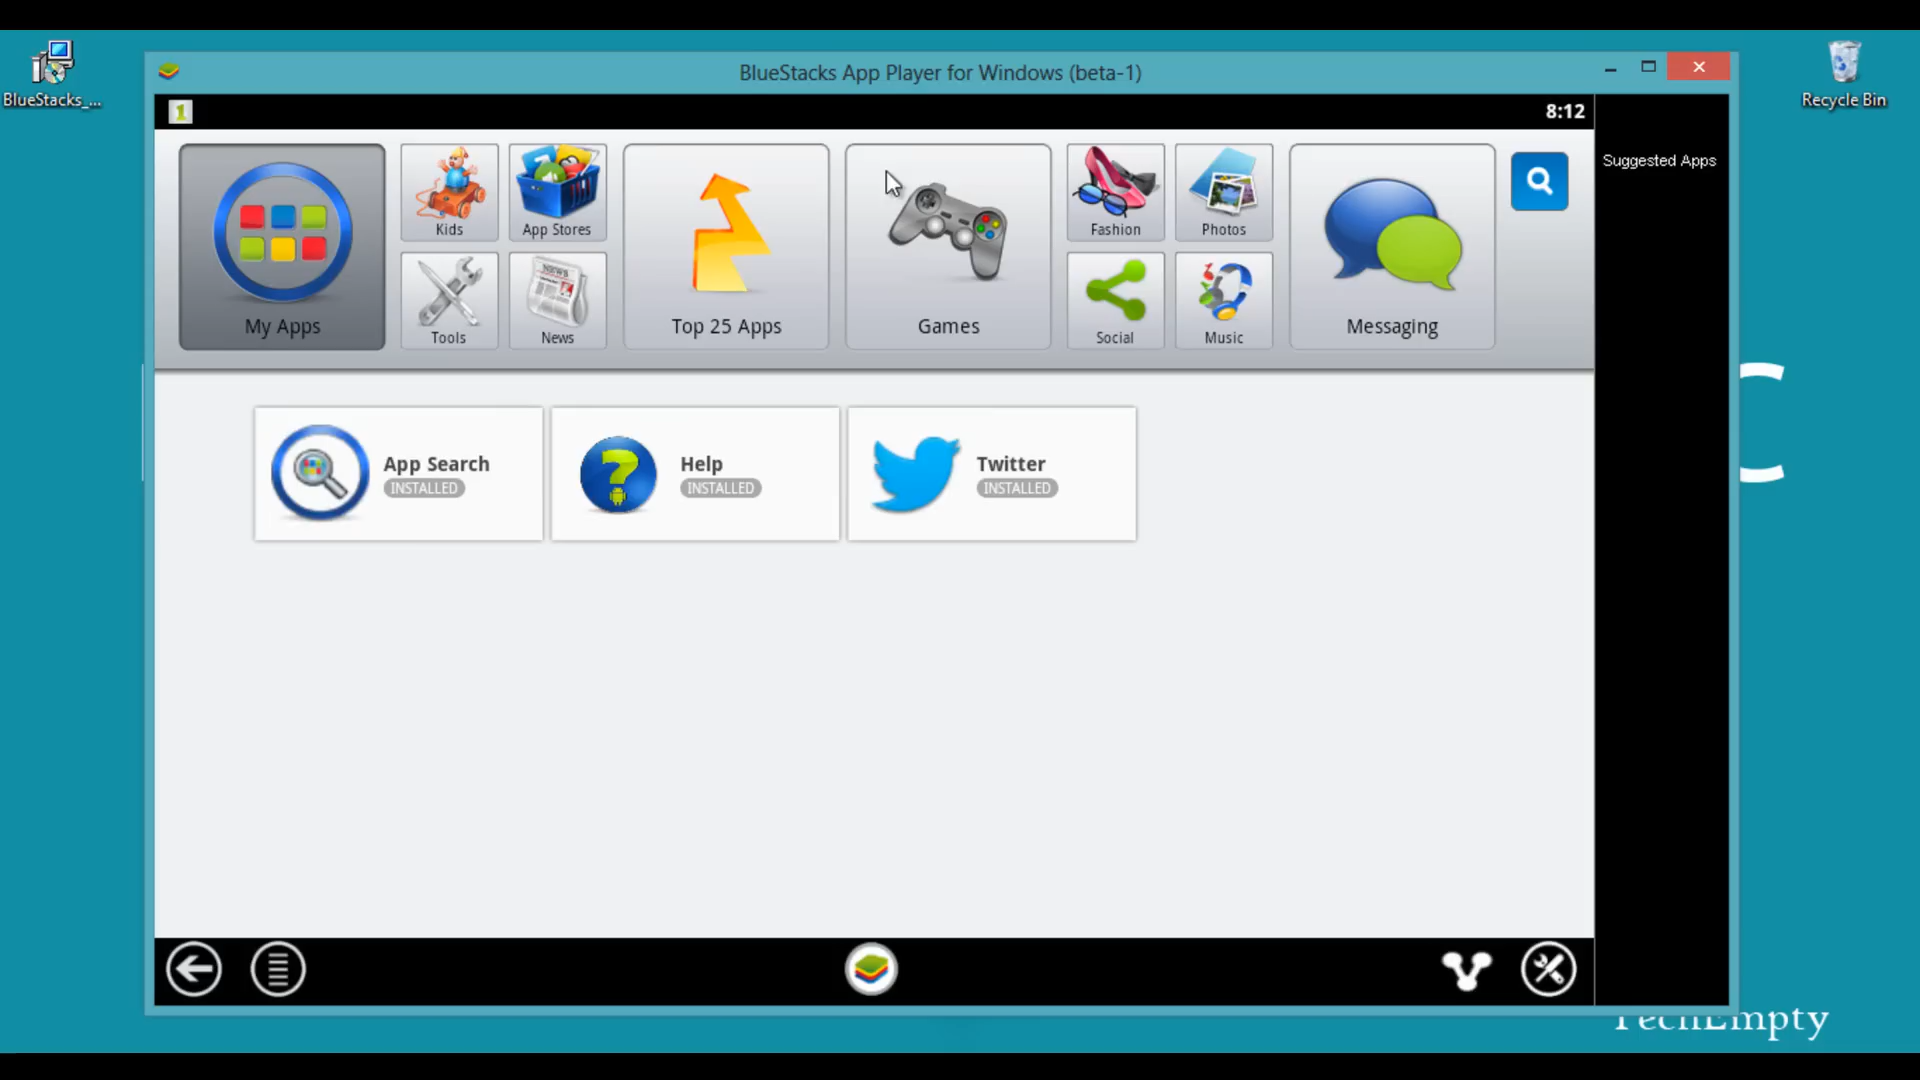 BlueStacks_...
BlueStacks App Player for Windows (beta-1)
Recycle Bin
1
8:12
Suggested Apps
My Apps
Kids
App Stores
Tools
NEWS
News
Top 25 Apps
Games
Fashion
Photos
Social
Music
Messaging
App Search
INSTALLED
Help
INSTALLED
Twitter
INSTALLED
C
TechEmpty